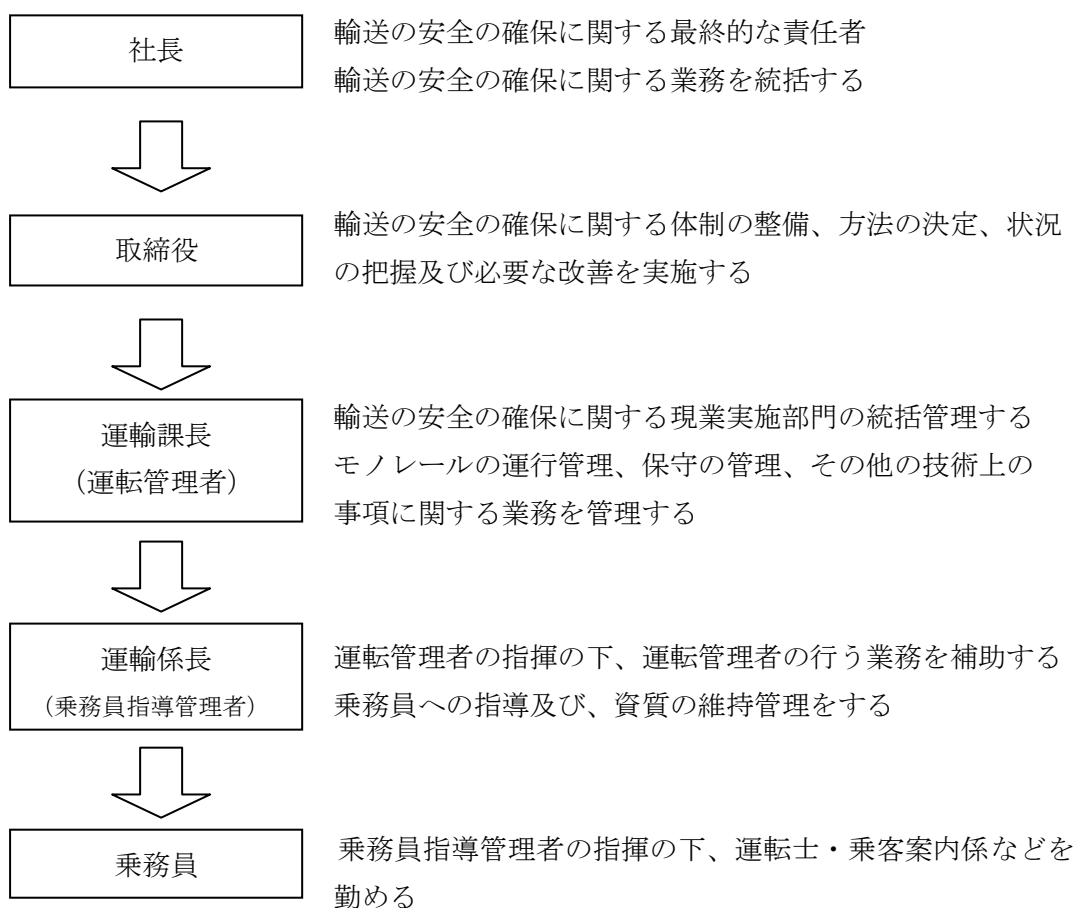 社長
輸送の安全の確保に関する最終的な責任者
輸送の安全の確保に関する業務を統括する
取締役
輸送の安全の確保に関する体制の整備、方法の決定、状況
の把握及び必要な改善を実施する
運輸課長
（運転管理者）
輸送の安全の確保に関する現業実施部門の統括管理する
モノレールの運行管理、保守の管理、その他の技術上の
事項に関する業務を管理する
運輸係長
（乗務員指導管理者）
運転管理者の指揮の下、運転管理者の行う業務を補助する
乗務員への指導及び、資質の維持管理をする
乗務員
乗務員指導管理者の指揮の下、運転士・乗客案内係などを
勤める